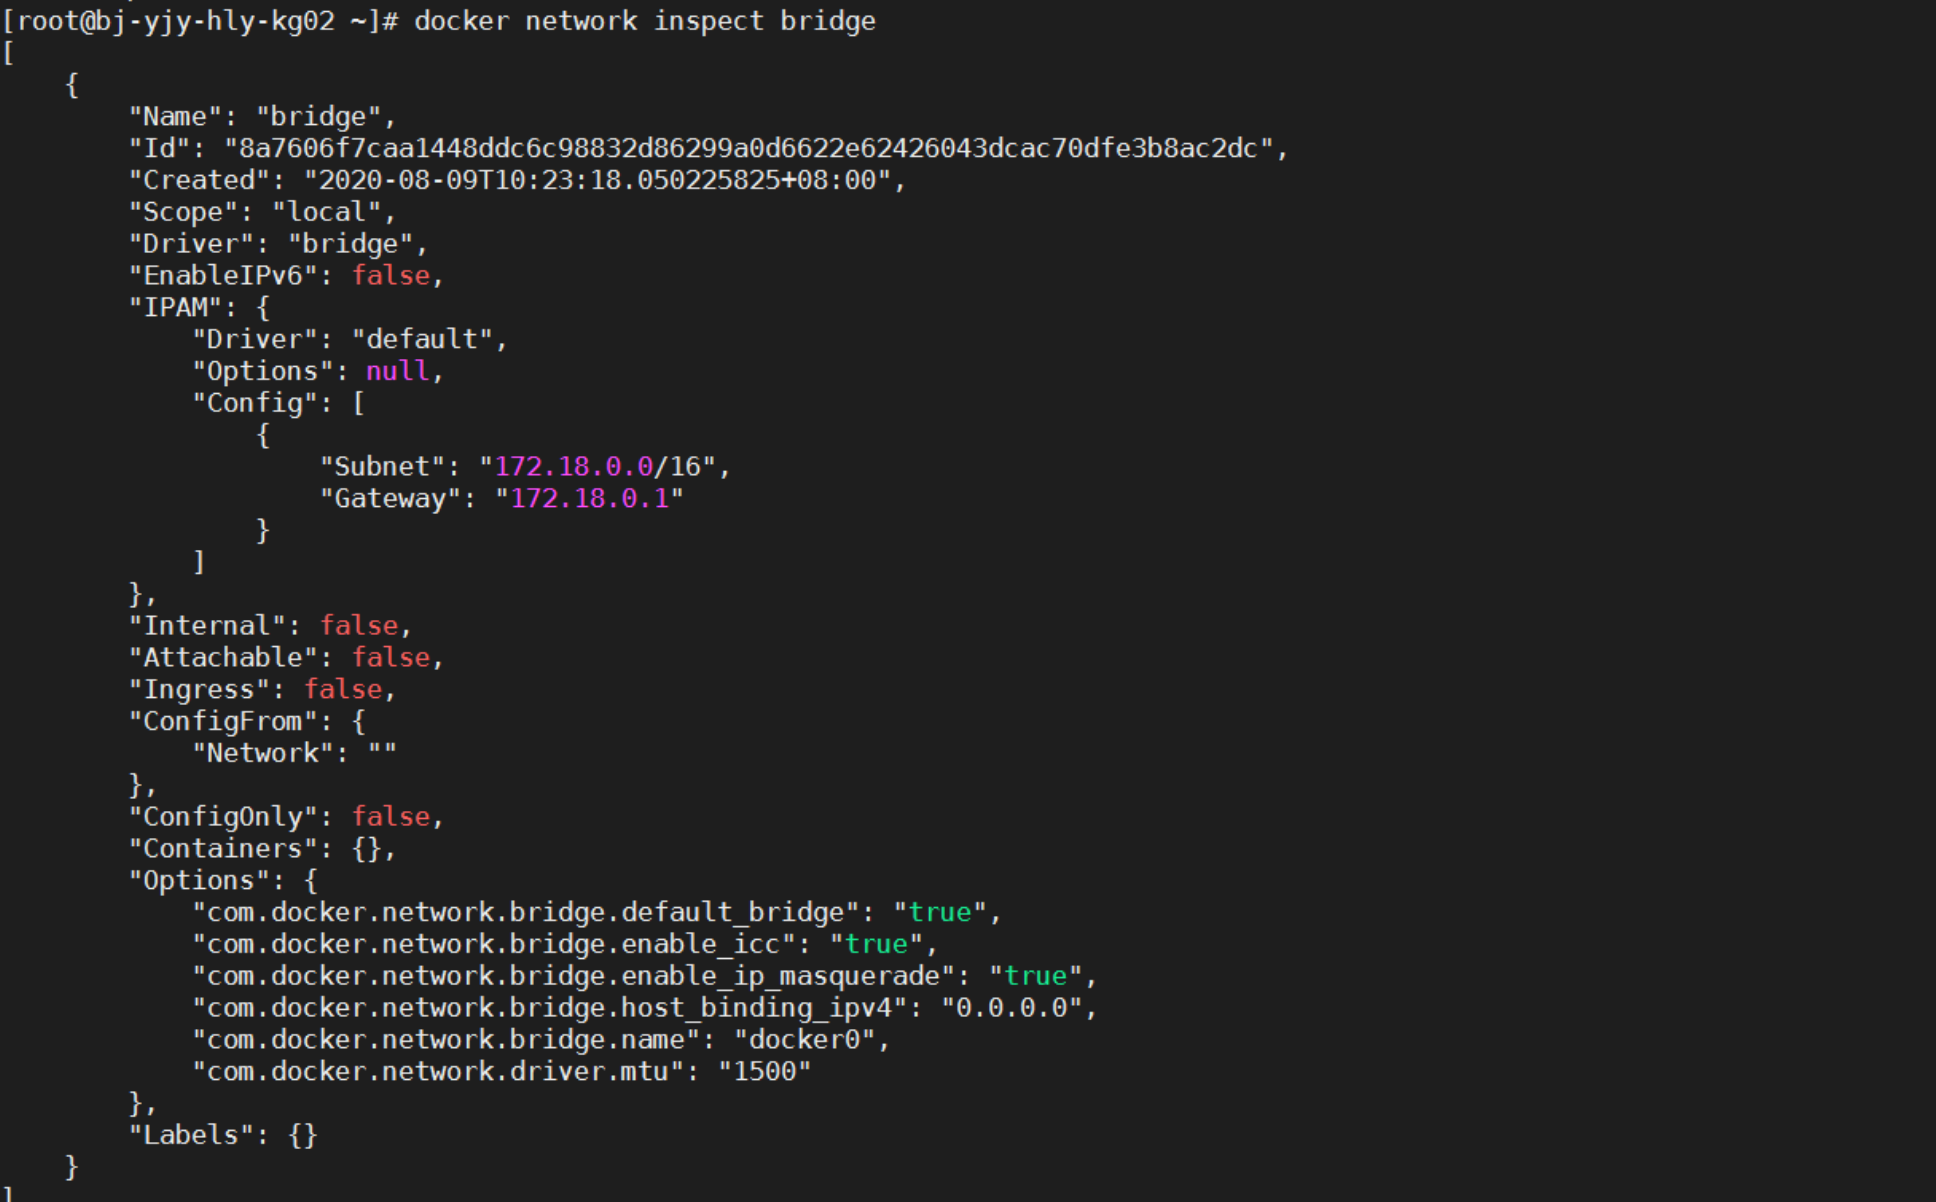 [root@bj-yjy-hly-kg02 ~]# docker network inspect bridge
[
    {
        "Name": "bridge",
        "Id": "8a7606f7caa1448ddc6c98832d86299a0d6622e62426043dcac70dfe3b8ac2dc",
        "Created": "2020-08-09T10:23:18.050225825+08:00",
        "Scope": "local",
        "Driver": "bridge",
        "EnableIPv6": false,
        "IPAM": {
            "Driver": "default",
            "Options": null,
            "Config": [
                {
                    "Subnet": "172.18.0.0/16",
                    "Gateway": "172.18.0.1"
                }
            ]
        },
        "Internal": false,
        "Attachable": false,
        "Ingress": false,
        "ConfigFrom": {
            "Network": ""
        },
        "ConfigOnly": false,
        "Containers": {},
        "Options": {
            "com.docker.network.bridge.default_bridge": "true",
            "com.docker.network.bridge.enable_icc": "true",
            "com.docker.network.bridge.enable_ip_masquerade": "true",
            "com.docker.network.bridge.host_binding_ipv4": "0.0.0.0",
            "com.docker.network.bridge.name": "docker0",
            "com.docker.network.driver.mtu": "1500"
        },
        "Labels": {}
    }
]